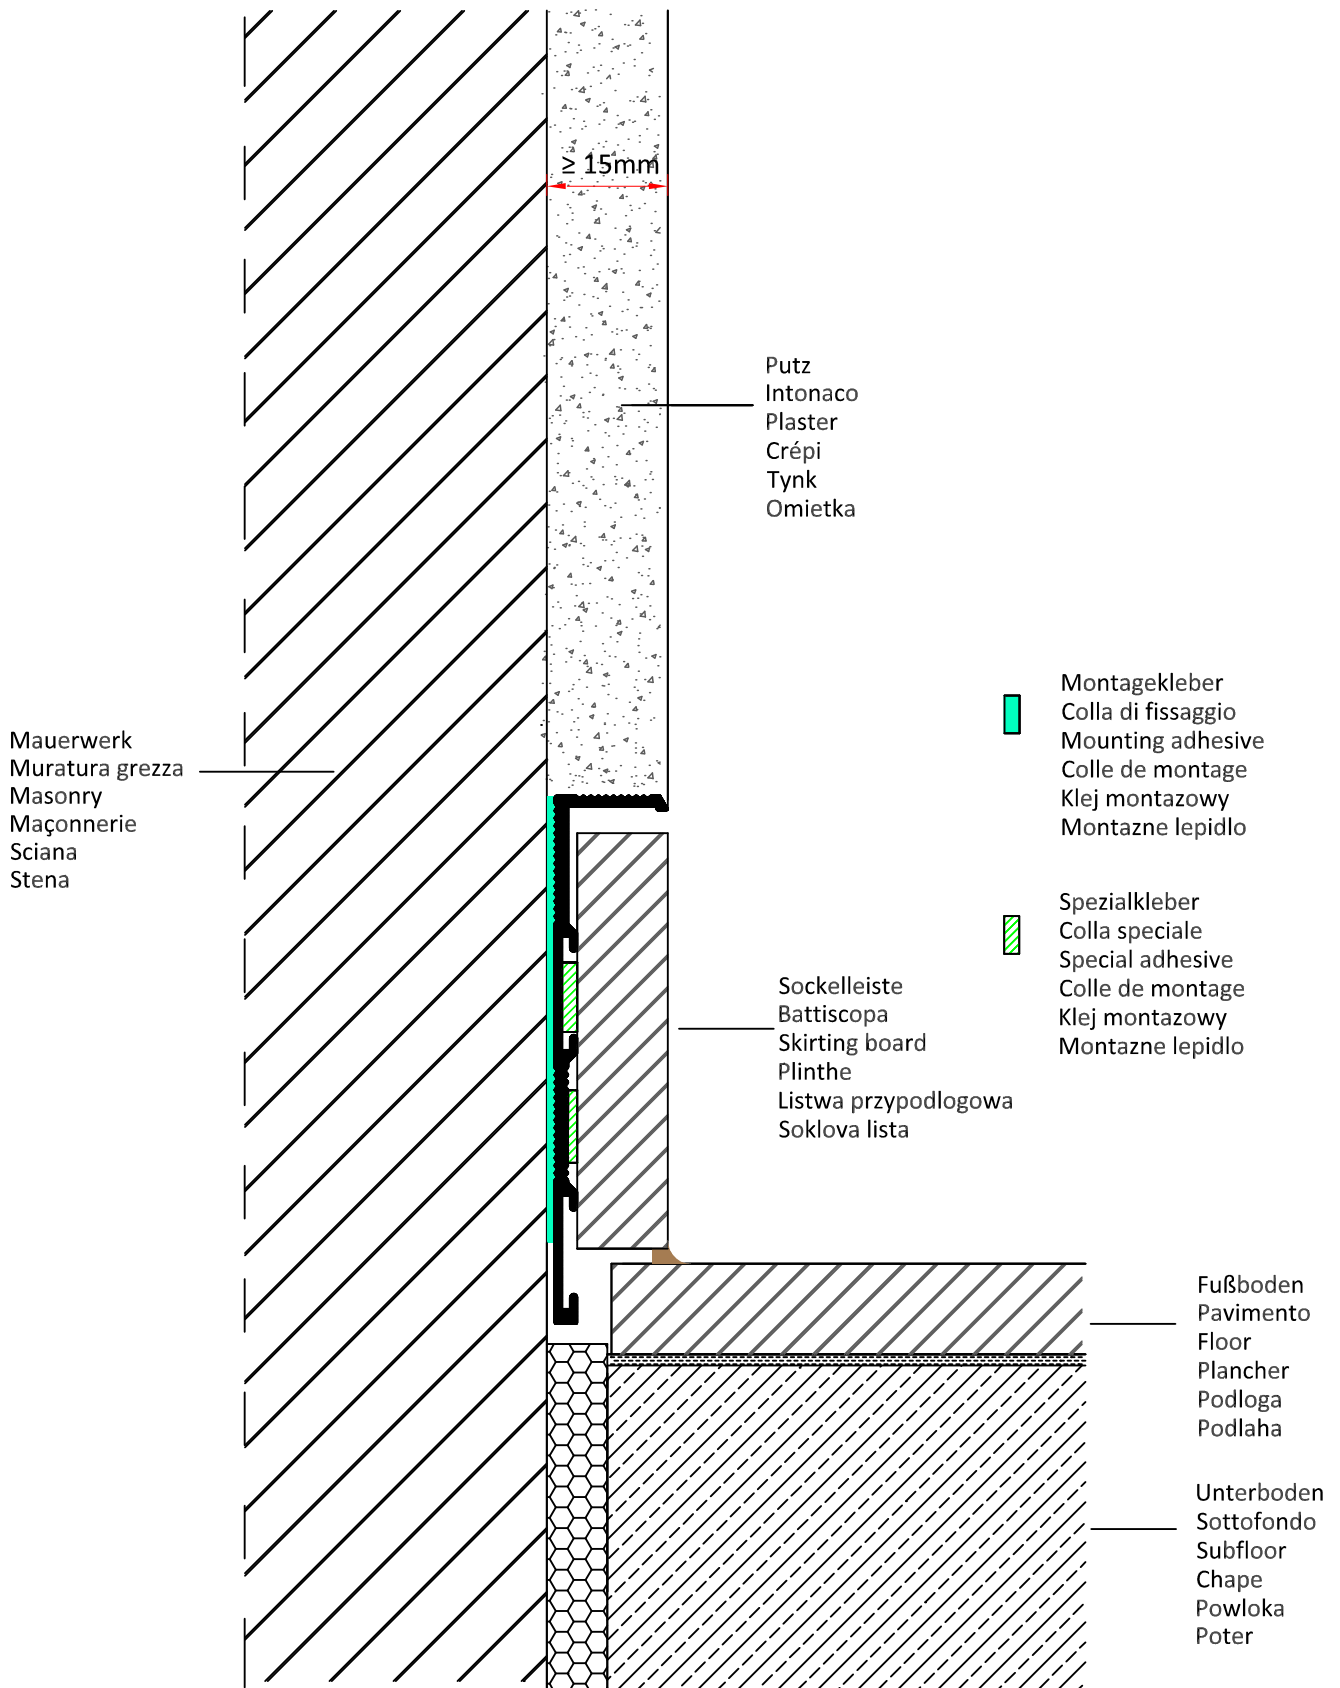 ≥ 15mm
Putz
Intonaco
Plaster
Crépi
Tynk
Omietka
Montagekleber
Colla di fissaggio
Mounting adhesive
Colle de montage
Klej montazowy
Montazne lepidlo
Mauerwerk
Muratura grezza
Masonry
Maçonnerie
Sciana
Stena
Spezialkleber
Colla speciale
Special adhesive
Colle de montage
Klej montazowy
Montazne lepidlo
Sockelleiste
Battiscopa
Skirting board
Plinthe
Listwa przypodlogowa
Soklova lista
Fußboden
Pavimento
Floor
Plancher
Podloga
Podlaha
Unterboden
Sottofondo
Subfloor
Chape
Powloka
Poter